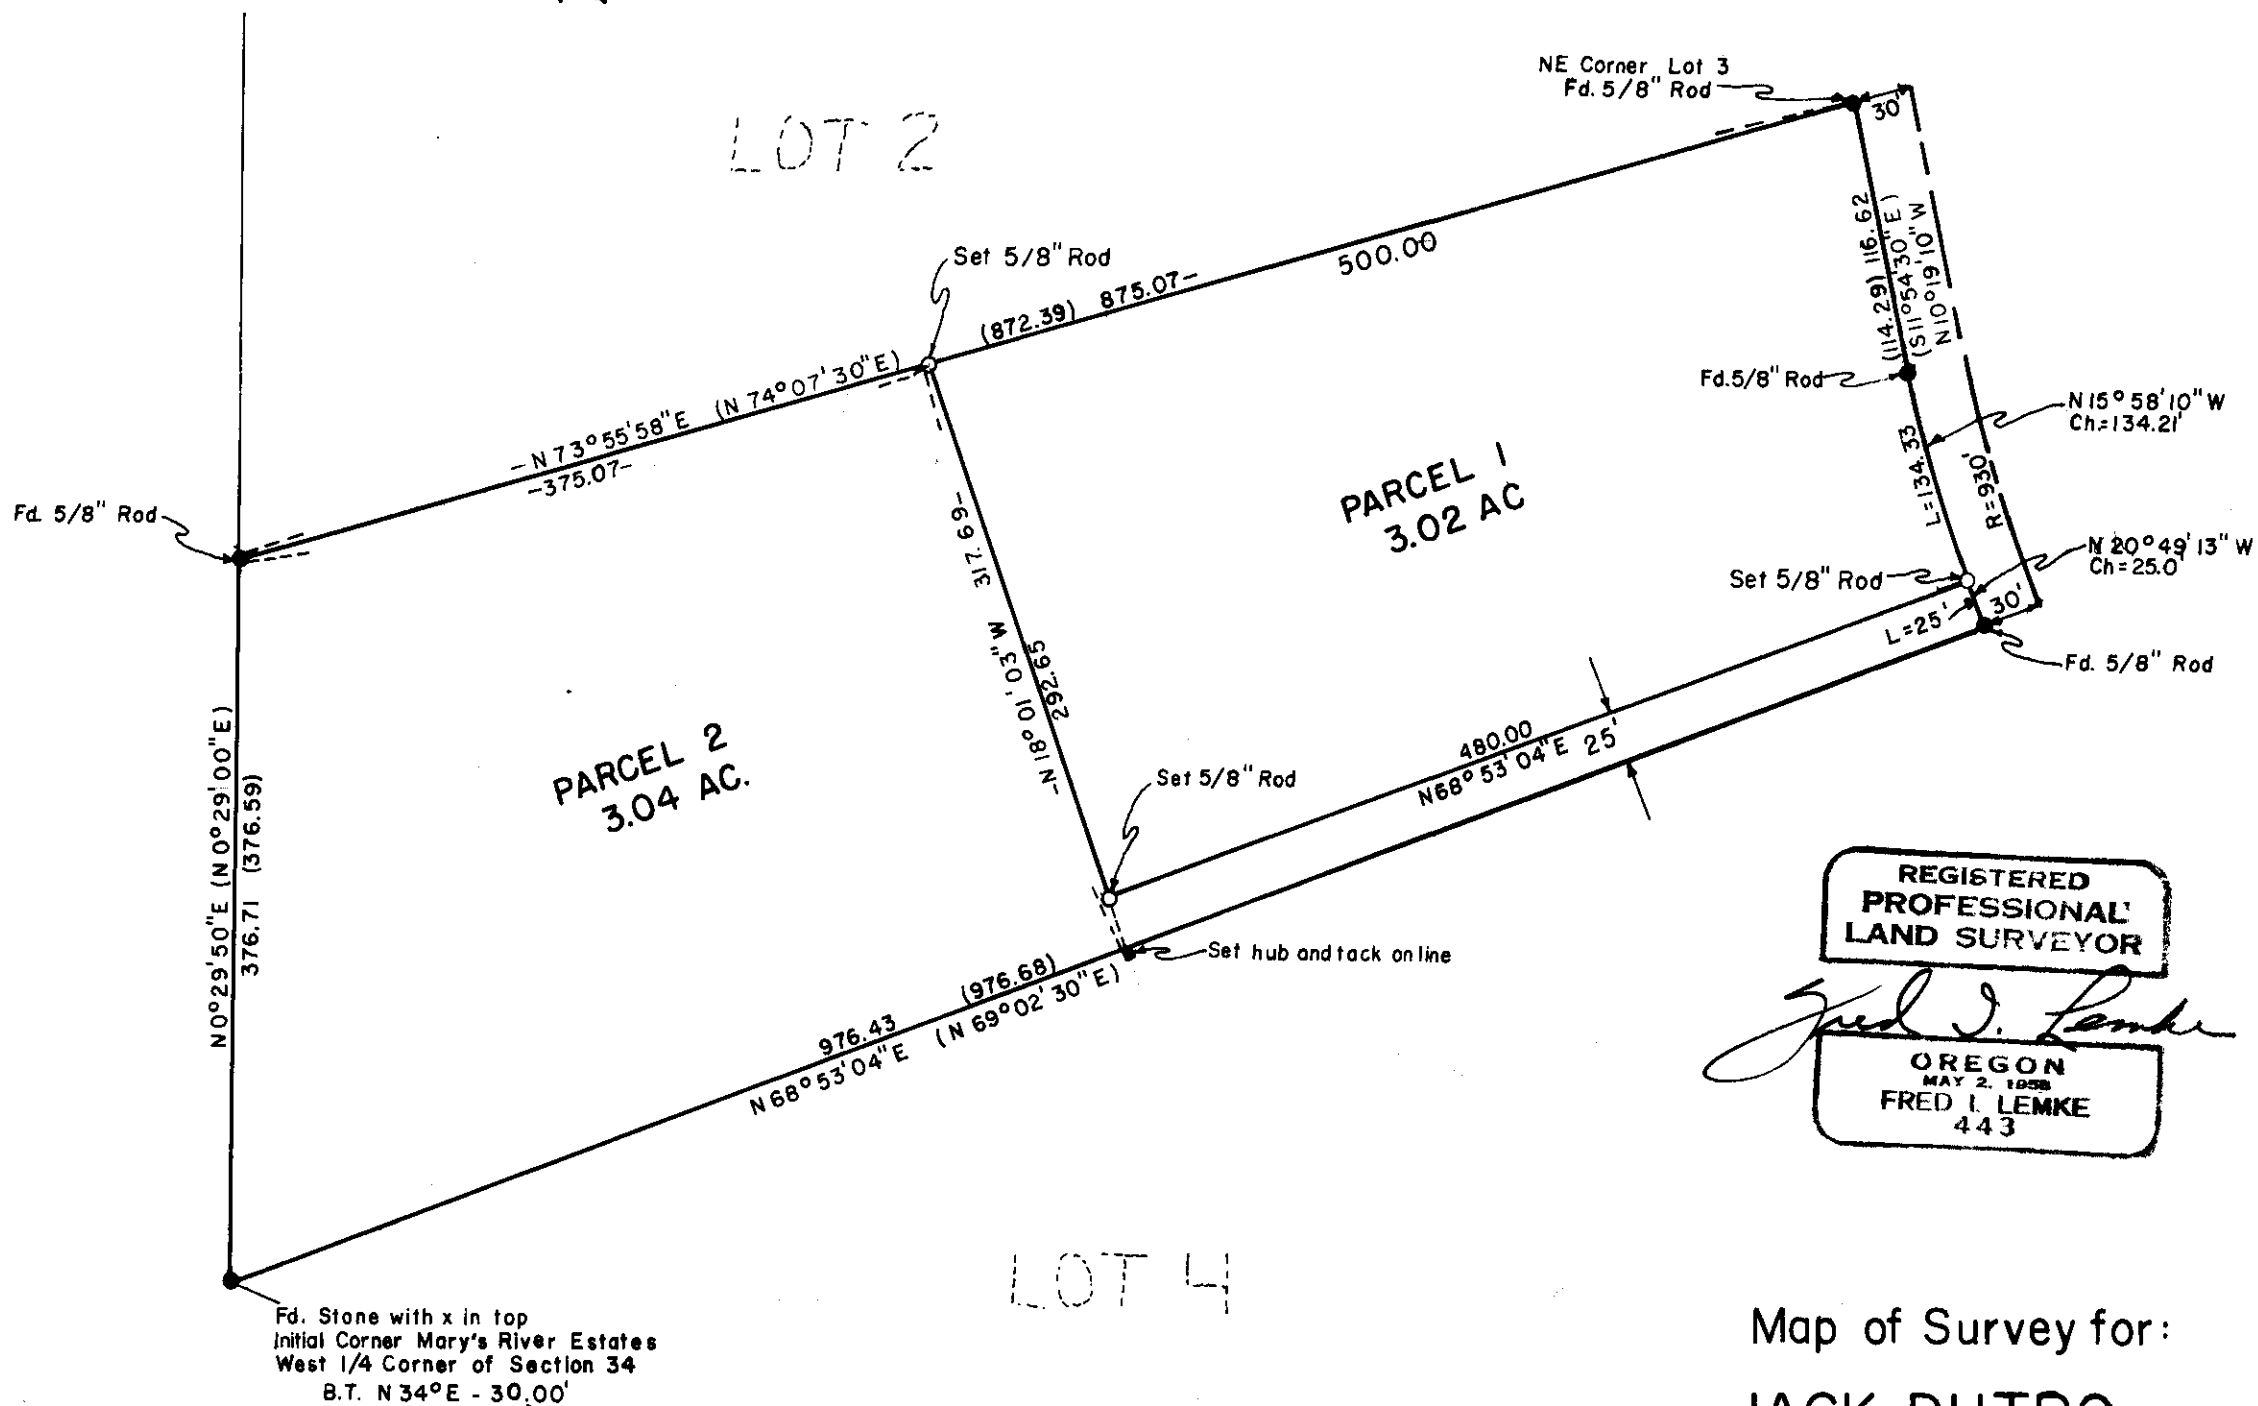 LOT 2
NE Corner Lot 3
Fd. 5/8" Rod
30'
Set 5/8" Rod
500.00
(872.39) 875.07-
(114.29) 116.62
(S11°54'30"E)
N10°19'10"W
-N73°55'58"E (N 74°07'30"E)
-375.07-
Fd. 5/8" Rod
Fd. 5/8" Rod
N15°58'10"W
Ch.=134.21'
L=134.33
R=930'
PARCEL 1
3.02 AC
-N18°01'03"W 317.69-
292.65
Set 5/8" Rod
N 20°49'13" W
Ch=25.0'
L=25'
30'
Fd. 5/8" Rod
N0°29'50"E (N0°29'00"E)
376.71 (376.59)
PARCEL 2
3.04 AC.
480.00
N68°53'04"E 25'
Set 5/8" Rod
Set hub and tack on line
976.43 (976.68)
N68°53'04"E (N 69°02'30"E)
REGISTERED
PROFESSIONAL
LAND SURVEYOR
Fred I. Lemke
OREGON
MAY 2, 1958
FRED I. LEMKE
443
LOT 4
Fd. Stone with x in top
Initial Corner Mary's River Estates
West 1/4 Corner of Section 34
B.T. N 34°E - 30.00'
Map of Survey for:
JACK DUTRO